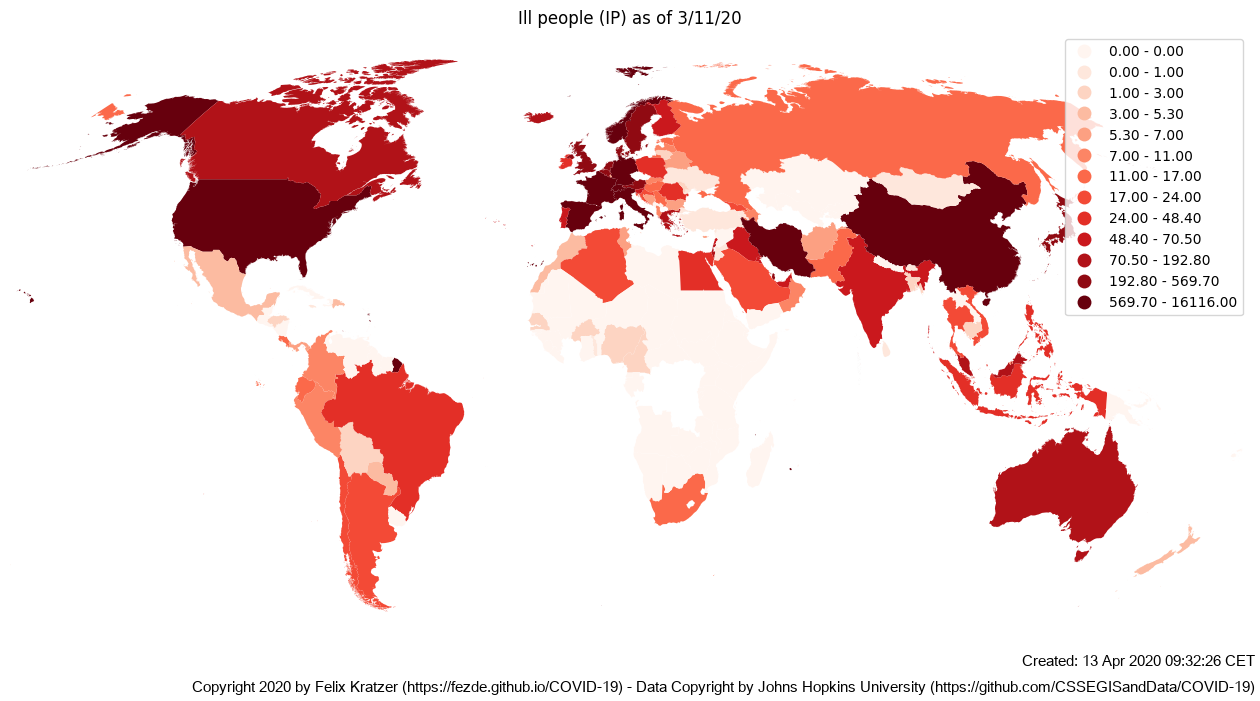 Ill people (IP) as of 3/11/20
0.00 - 0.00
0.00 - 1.00
1.00 - 3.00
3.00 - 5.30
5.30 - 7.00
7.00 - 11.00
11.00 - 17.00
17.00 - 24.00
24.00 - 48.40
48.40 - 70.50
70.50 - 192.80
192.80 - 569.70
569.70 - 16116.00
Created: 13 Apr 2020 09:32:26 CET
Copyright 2020 by Felix Kratzer (https://fezde.github.io/COVID-19) - Data Copyright by Johns Hopkins University (https://github.com/CSSEGISandData/COVID-19)